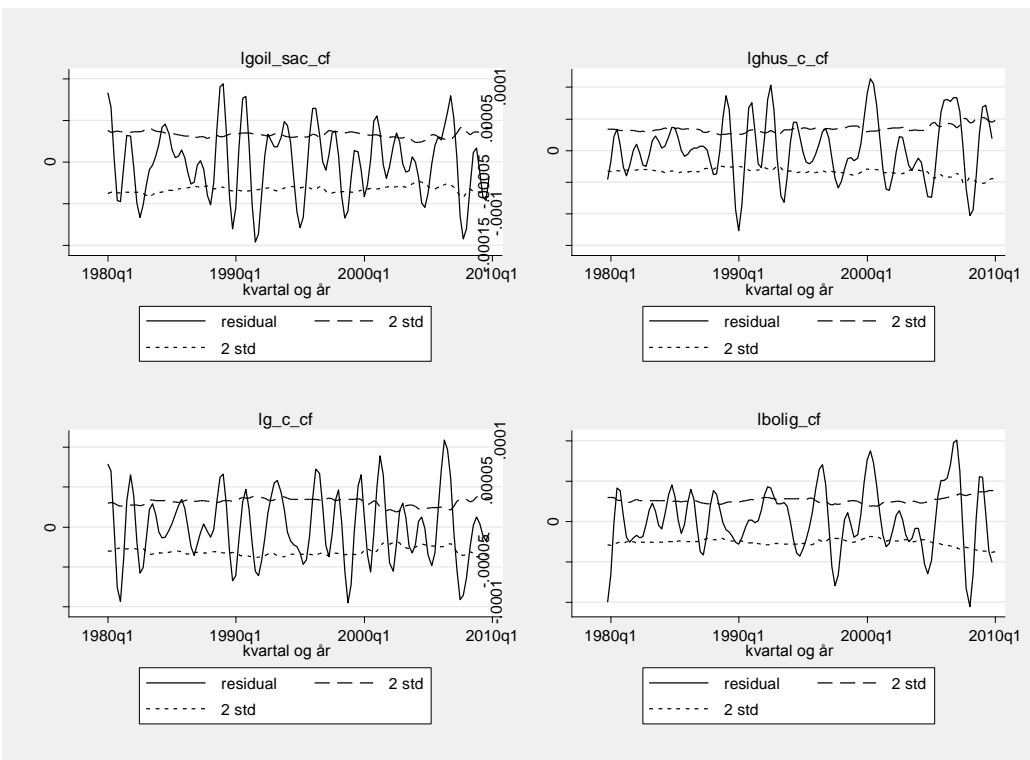 lgoil_sac_cf
0
1980q1 1990q1 2000q1 2010q1
kvartal og år
residual 2 std
2 std
lghus_c_cf
.0001
.00005
0
-.00005
-.0001
.00015
1980q1 1990q1 2000q1 2010q1
kvartal og år
residual 2 std
2 std
lg_c_cf
0
1980q1 1990q1 2000q1 2010q1
kvartal og år
residual 2 std
2 std
lbolig_cf
.0001
.00005
0
-.00005
.0001
1980q1 1990q1 2000q1 2010q1
kvartal og år
residual 2 std
2 std